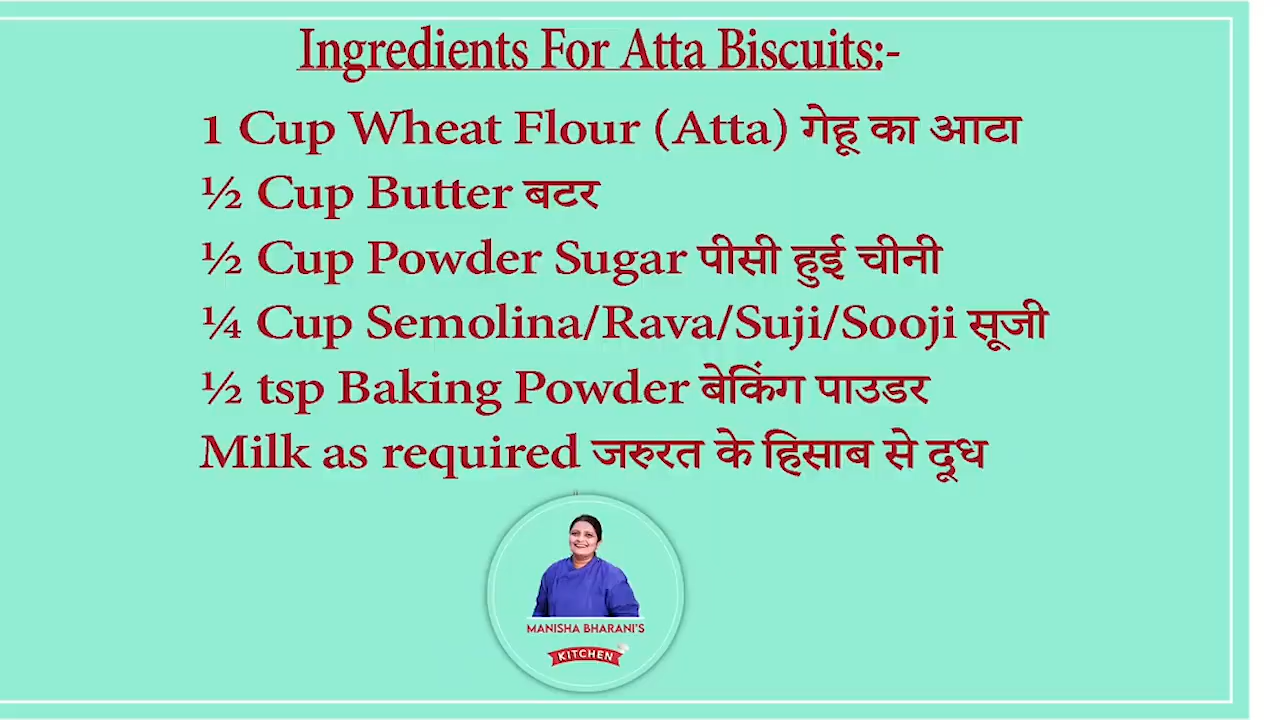 Ingredients For Atta Biscuits:-
1 Cup Wheat Flour (Atta) गेहू का आटा
½ Cup Butter बटर
½ Cup Powder Sugar पीसी हुई चीनी
¼ Cup Semolina/Rava/Suji/Sooji सूजी
½ tsp Baking Powder बेकिंग पाउडर
Milk as required जरुरत के हिसाब से दूध
MANISHA BHARANI'S
KITCHEN